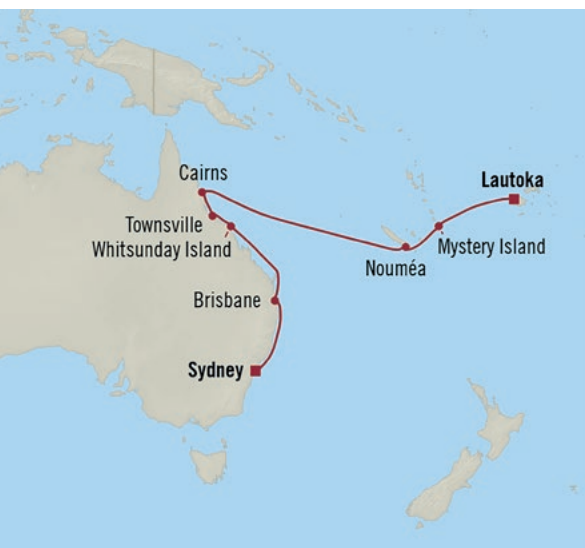 Cairns
Lautoka
Townsville
Whitsunday Island
Mystery Island
Nouméa
Brisbane
Sydney